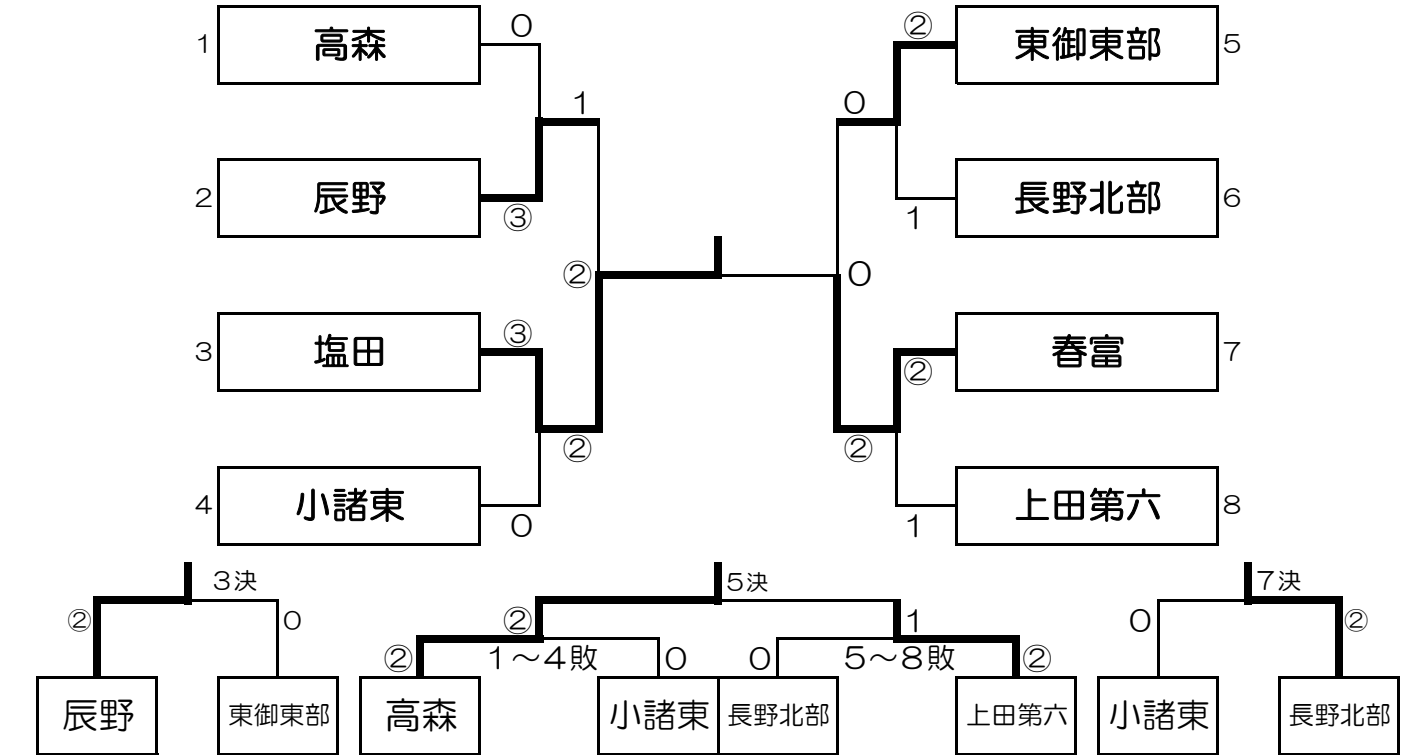 0
②
1 高森
東御東部 5
1
0
2 辰野
長野北部 6
③
1
②
0
③
3 塩田
春富 7
②
②
②
4 小諸東
上田第六 8
0
1
3決
5決
7決
②
0
②
1
0
②
②
1～4敗
0
0
5～8敗
②
辰野
東御東部
高森
小諸東
長野北部
上田第六
小諸東
長野北部